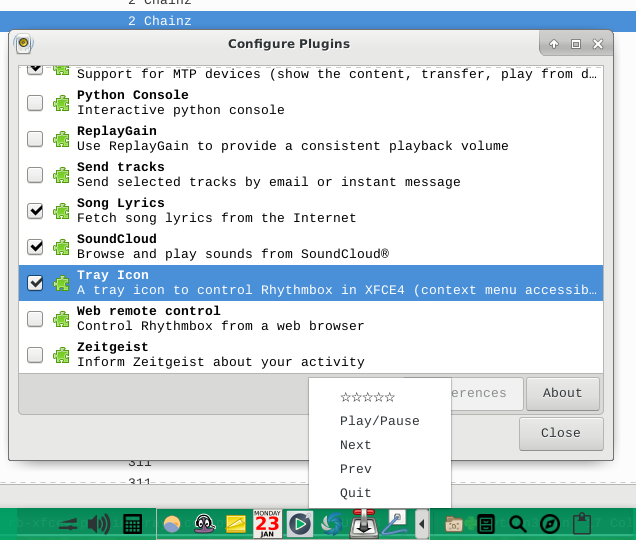 2 Chainz
2 Chainz
Configure Plugins
Support for MTP devices (show the content, transfer, play from d…
Python Console
Interactive python console
ReplayGain
Use ReplayGain to provide a consistent playback volume
Send tracks
Send selected tracks by email or instant message
Song Lyrics
Fetch song lyrics from the Internet
SoundCloud
Browse and play sounds from SoundCloud®
Tray Icon
A tray icon to control Rhythmbox in XFCE4 (context menu accessib…
Web remote control
Control Rhythmbox from a web browser
Zeitgeist
Inform Zeitgeist about your activity
erences
About
☆☆☆☆☆
Play/Pause
Next
Prev
Quit
Close
311
311
MONDAY
23
JAN